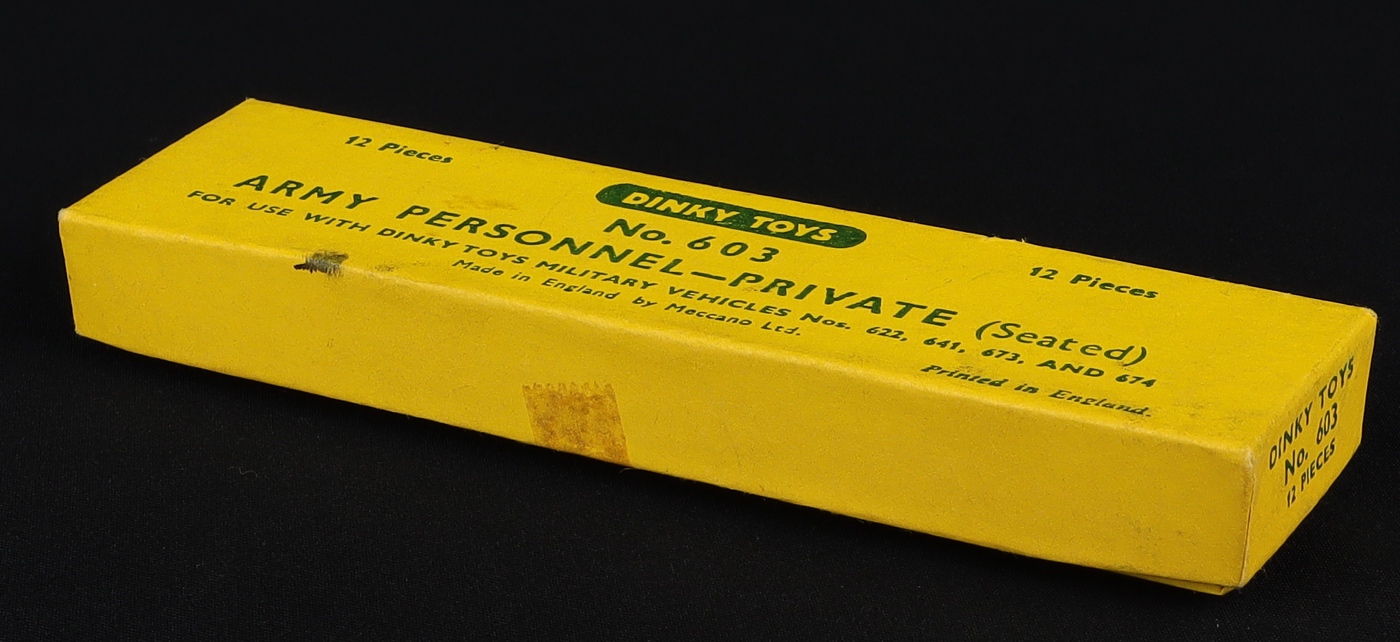 12 Pieces
DINKY TOYS
12 Pieces
No. 603
ARMY PERSONNEL—PRIVATE (Seated)
FOR USE WITH DINKY TOYS MILITARY VEHICLES Nos. 622, 641, 673, AND 674
Made in England by Meccano Ltd.
Printed in England.
DINKY TOYS
No. 603
12 PIECES